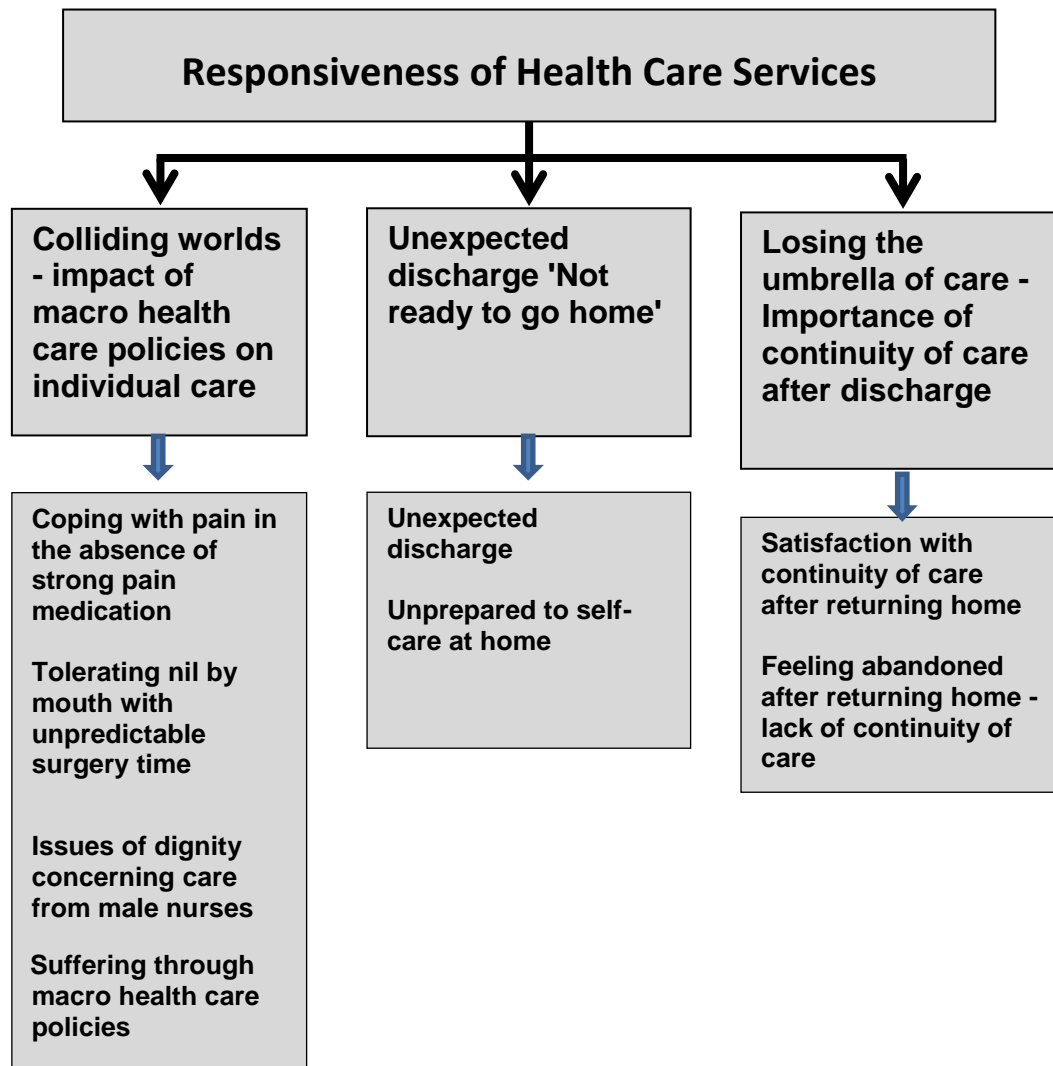 Responsiveness of Health Care Services
Colliding worlds
- impact of
macro health
care policies on
individual care
Unexpected
discharge 'Not
ready to go home'
Losing the
umbrella of care -
Importance of
continuity of care
after discharge
Coping with pain in
the absence of
strong pain
medication
Tolerating nil by
mouth with
unpredictable
surgery time
Issues of dignity
concerning care
from male nurses
Suffering through
macro health care
policies
Unexpected
discharge
Unprepared to self-
care at home
Satisfaction with
continuity of care
after returning home
Feeling abandoned
after returning home -
lack of continuity of
care